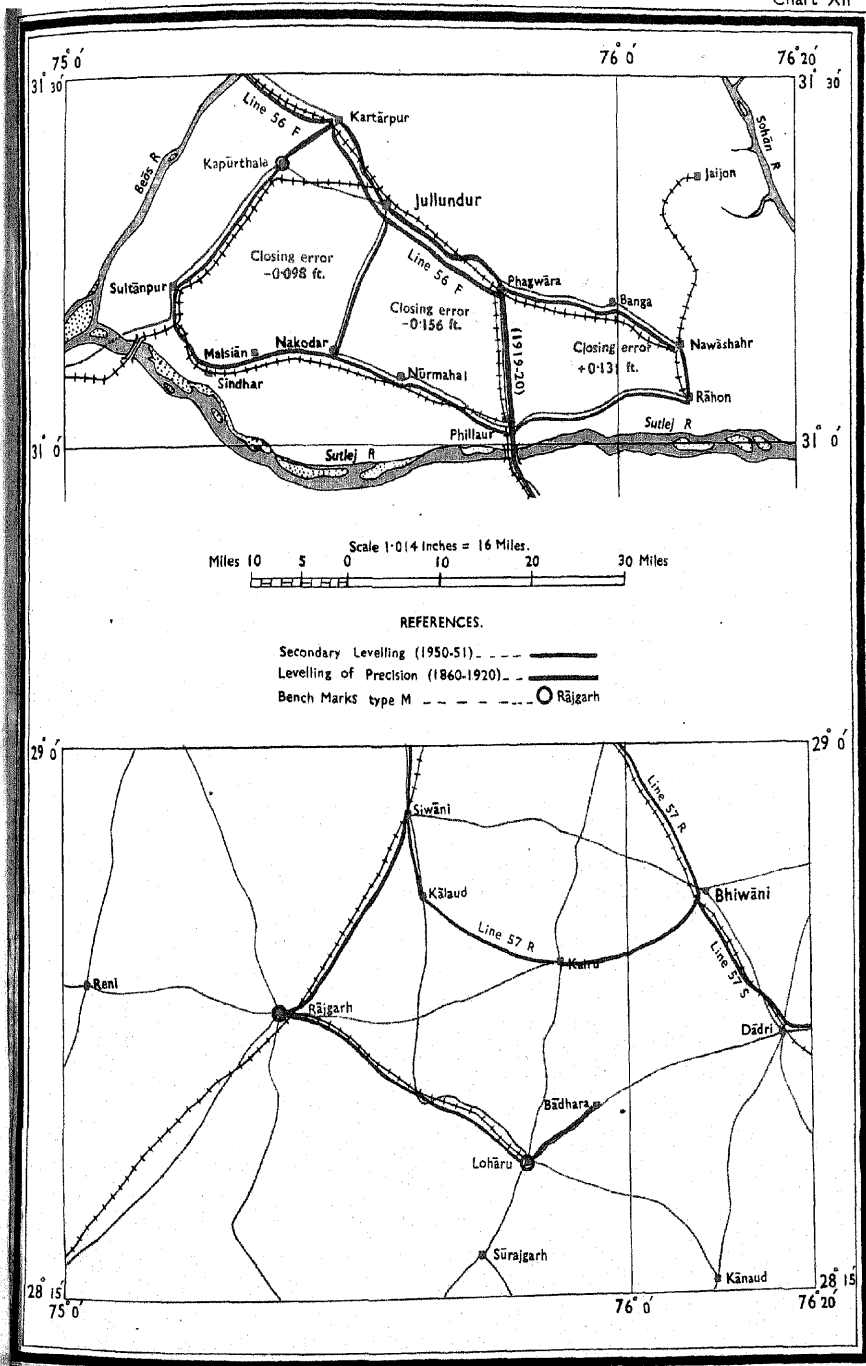 Chart XII
75° 0′ 76° 0′ 76° 20′
31° 30′ 31° 30′
Line 56 F
Kartārpur
Sohān R
Beās R
Kapūrthala
Jaijon
Jullundur
Closing error
-0·098 ft.
Line 56 F
Sultānpur
Phagwāra
Banga
Closing error
-0·156 ft.
(1919-20)
Malsiān
Nakodar
Closing error
+0·131 ft.
Nawāshahr
Sindhar
Nūrmahal
Rāhon
Phillaur
Sutlej R
31° 0′ 31° 0′
Sutlej R
Scale 1·014 Inches = 16 Miles.
Miles 10 5 0 10 20 30 Miles
REFERENCES.
Secondary Levelling (1950-51)
Levelling of Precision (1860-1920)
Bench Marks type M Rājgarh
29° 0′ 29° 0′
Line 57 R
Siwāni
Kālaud
Bhiwāni
Line 57 R
Kairu
Line 57 S
Reni
Rājgarh
Dādri
Bādhara
Lohāru
Sūrajgarh
Kānaud
28° 15′ 28° 15′
75° 0′ 76° 0′ 76° 20′